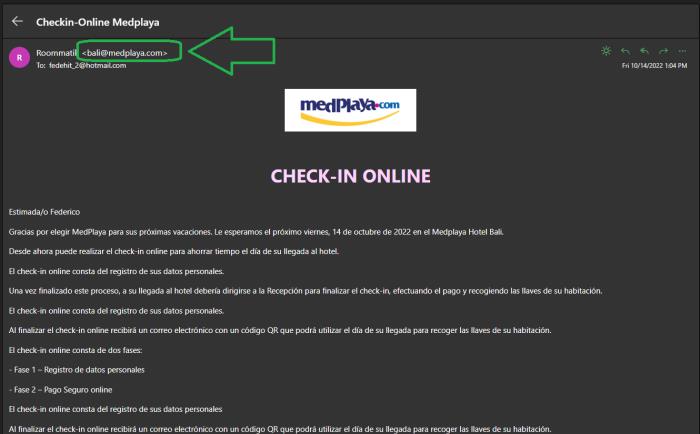 Checkin-Online Medplaya
R
Roommatik <bali@medplaya.com>
To: fedehit_2@hotmail.com
Fri 10/14/2022 1:04 PM
medPlaya.com
CHECK-IN ONLINE
Estimada/o Federico
Gracias por elegir MedPlaya para sus próximas vacaciones. Le esperamos el próximo viernes, 14 de octubre de 2022 en el Medplaya Hotel Bali.
Desde ahora puede realizar el check-in online para ahorrar tiempo el día de su llegada al hotel.
El check-in online consta del registro de sus datos personales.
Una vez finalizado este proceso, a su llegada al hotel debería dirigirse a la Recepción para finalizar el check-in, efectuando el pago y recogiendo las llaves de su habitación.
El check-in online consta del registro de sus datos personales.
Al finalizar el check-in online recibirá un correo electrónico con un código QR que podrá utilizar el día de su llegada para recoger las llaves de su habitación.
El check-in online consta de dos fases:
- Fase 1 – Registro de datos personales
- Fase 2 – Pago Seguro online
El check-in online consta del registro de sus datos personales
Al finalizar el check-in online recibirá un correo electrónico con un código QR que podrá utilizar el día de su llegada para recoger las llaves de su habitación.